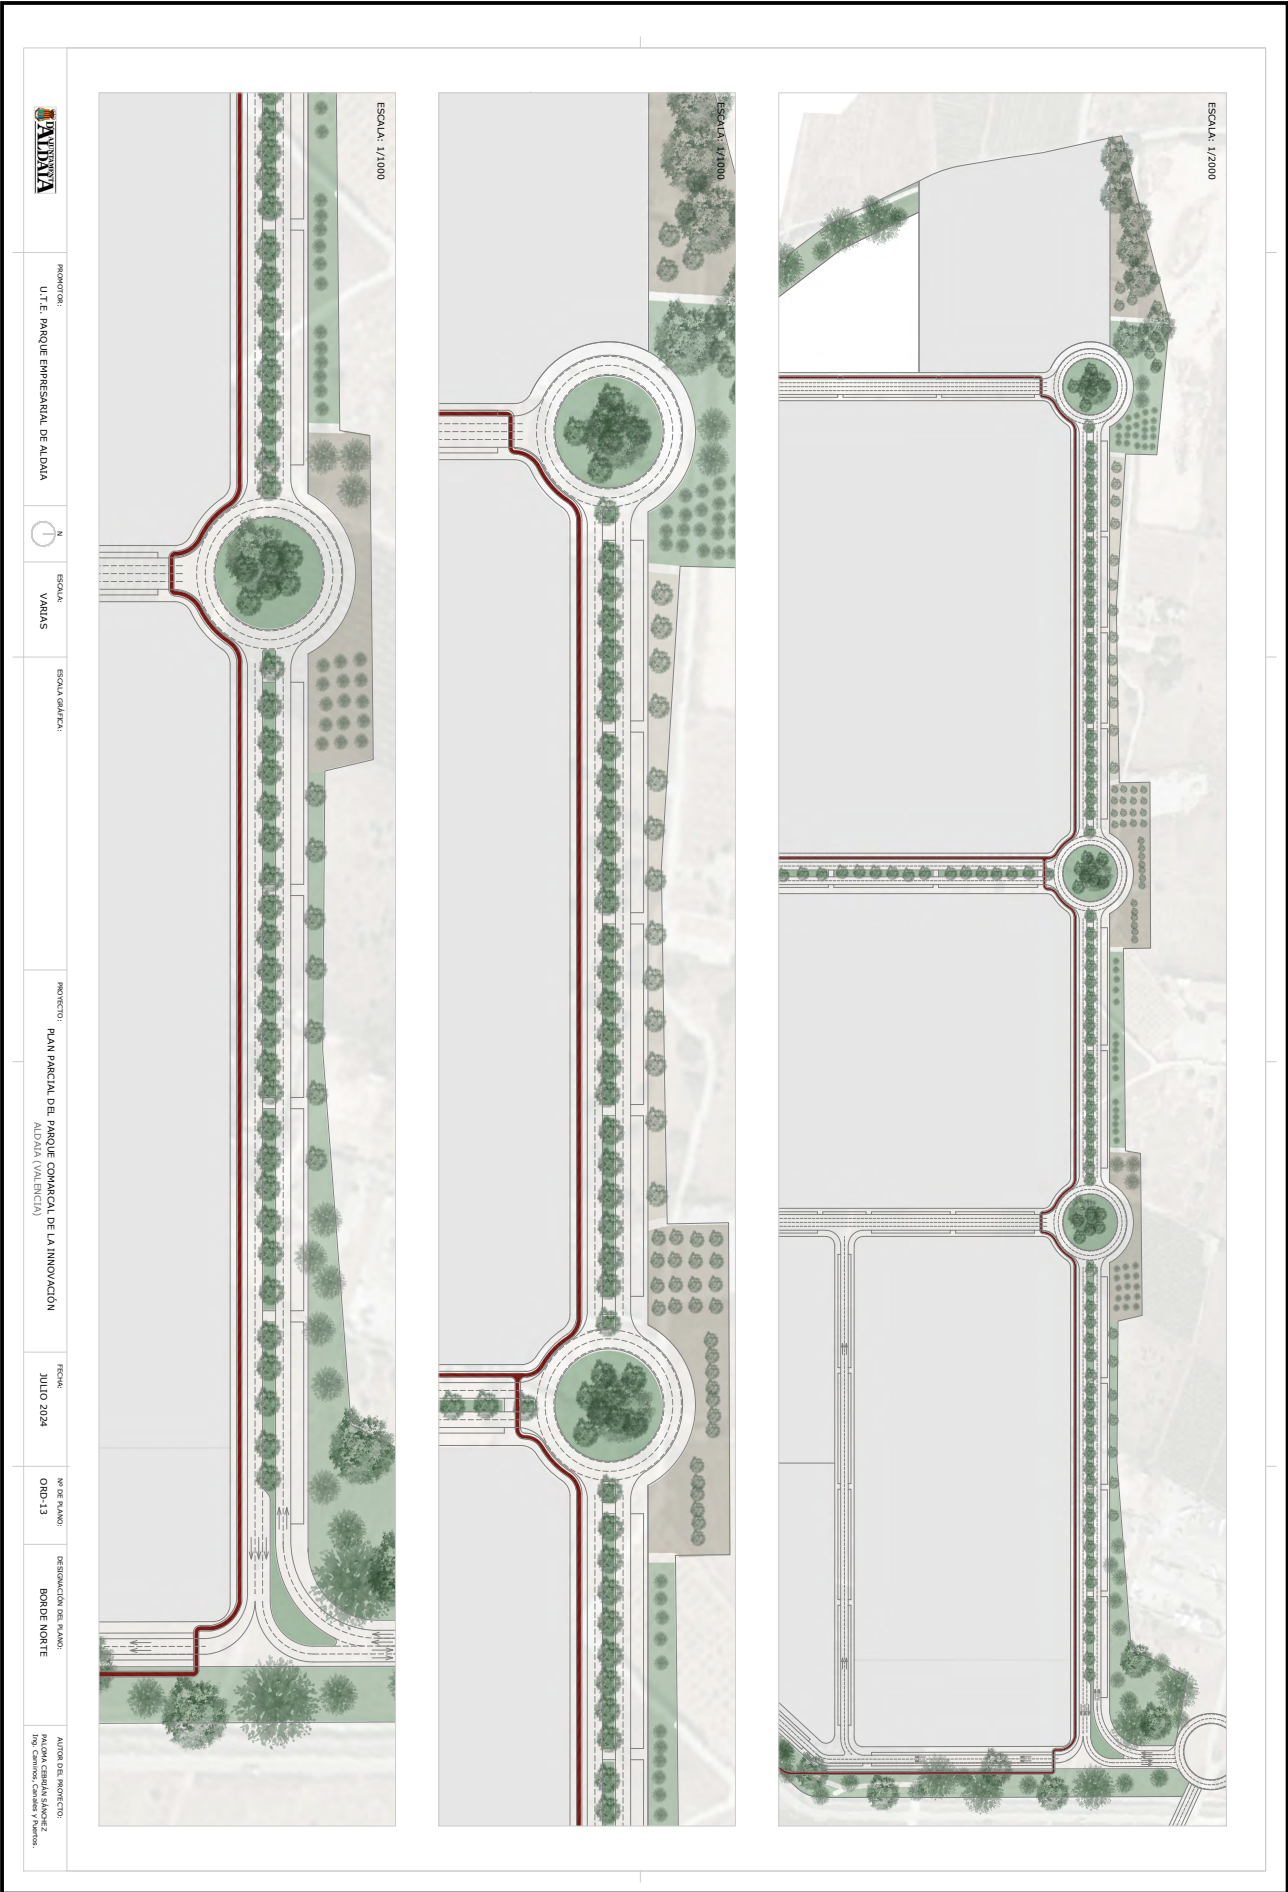 ESCALA: 1/2000
ESCALA: 1/1000
ESCALA: 1/1000
AJUNTAMENT
D'ALDAIA
PROMOTOR:
U.T.E. PARQUE EMPRESARIAL DE ALDAIA
N
ESCALA:
VARIAS
ESCALA GRÁFICA:
PROYECTO:
PLAN PARCIAL DEL PARQUE COMARCAL DE LA INNOVACIÓN
ALDAIA (VALENCIA)
FECHA:
JULIO 2024
Nº DE PLANO:
ORD-13
DESIGNACIÓN DEL PLANO:
BORDE NORTE
AUTOR DEL PROYECTO:
PALOMA CEBRIÁN SÁNCHEZ
Ing. Caminos, Canales y Puertos.